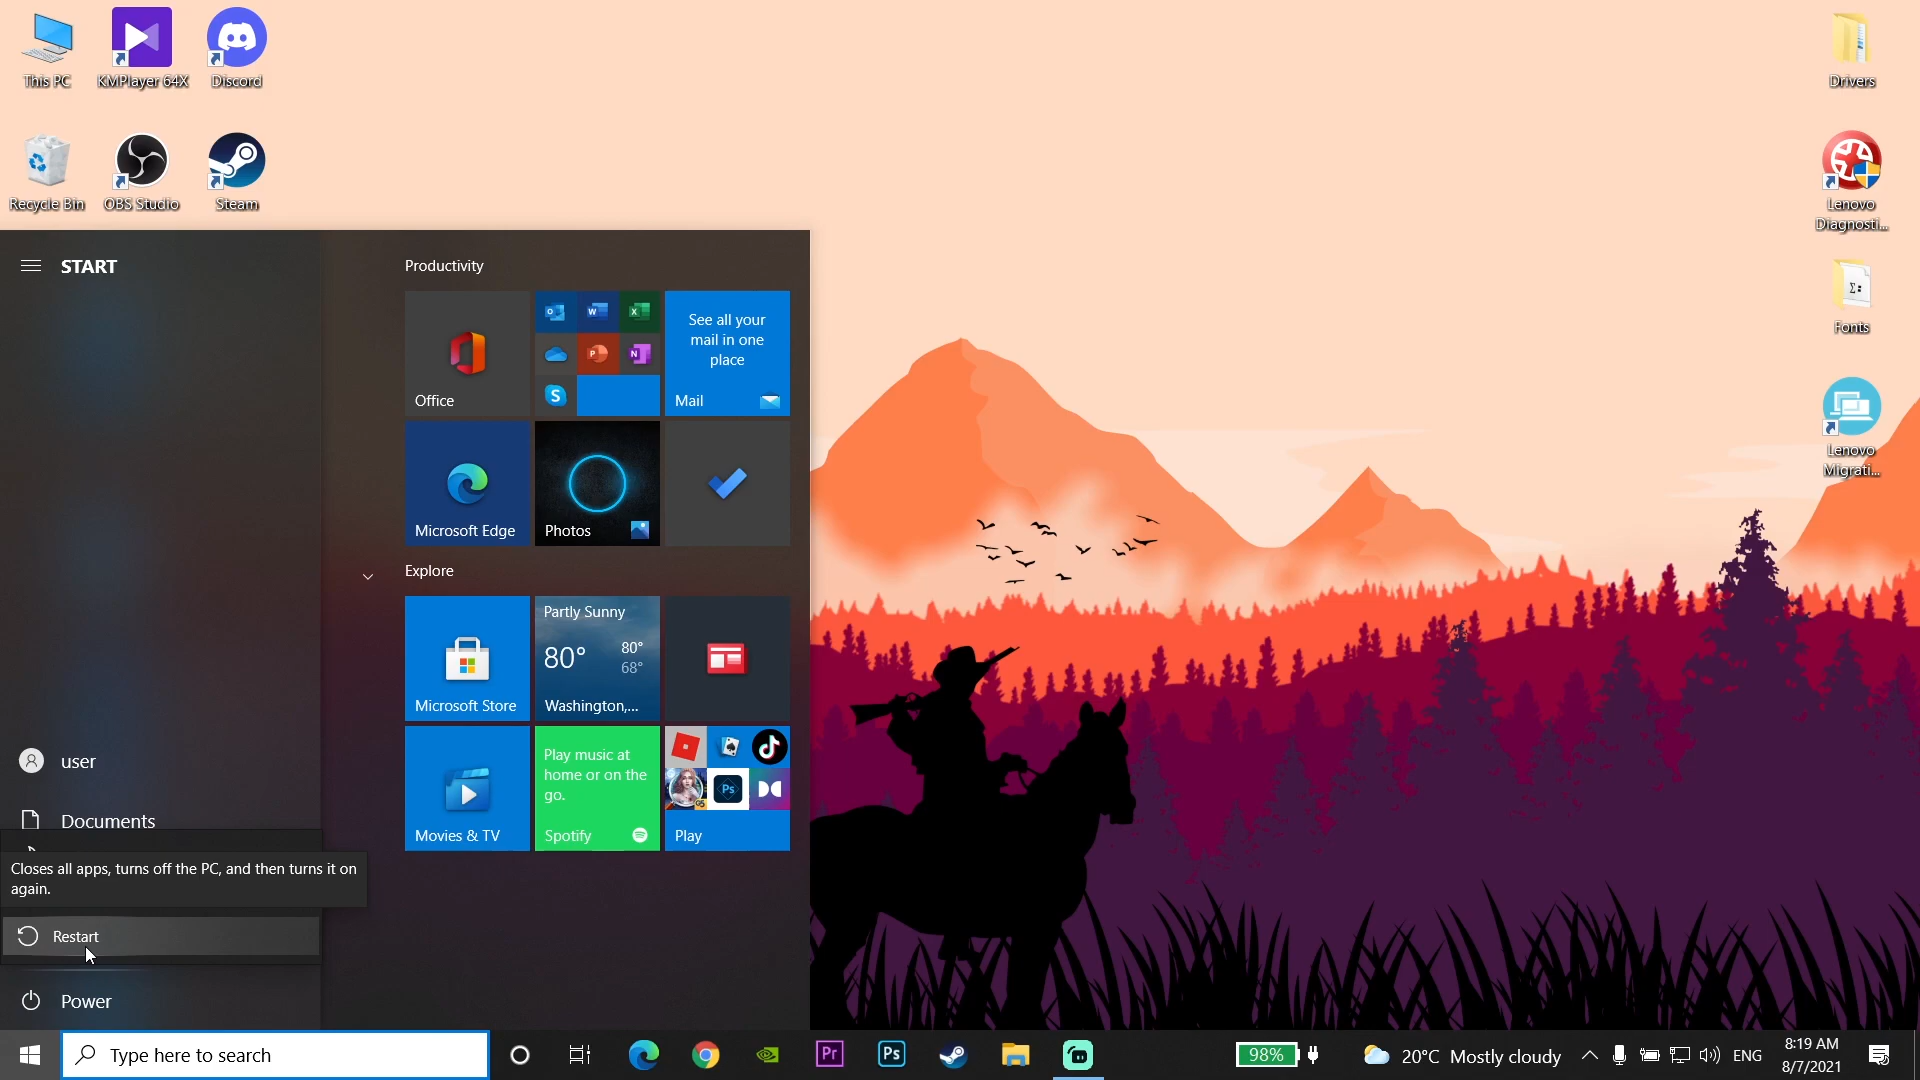 This PC
KMPlayer 64X
Discord
Recycle Bin
OBS Studio
Steam
Drivers
Lenovo
Diagnosti...
Fonts
Lenovo
Migrati...
START
Productivity
Office
See all your
mail in one
place
Mail
Microsoft Edge
Photos
Explore
Microsoft Store
Partly Sunny
80°
80°
68°
Washington,...
Movies & TV
Play music at
home or on the
go.
Spotify
Play
user
Documents
Closes all apps, turns off the PC, and then turns it on
again.
Restart
Power
Type here to search
Pr
Ps
98%
20°C Mostly cloudy
ENG
8:19 AM
8/7/2021